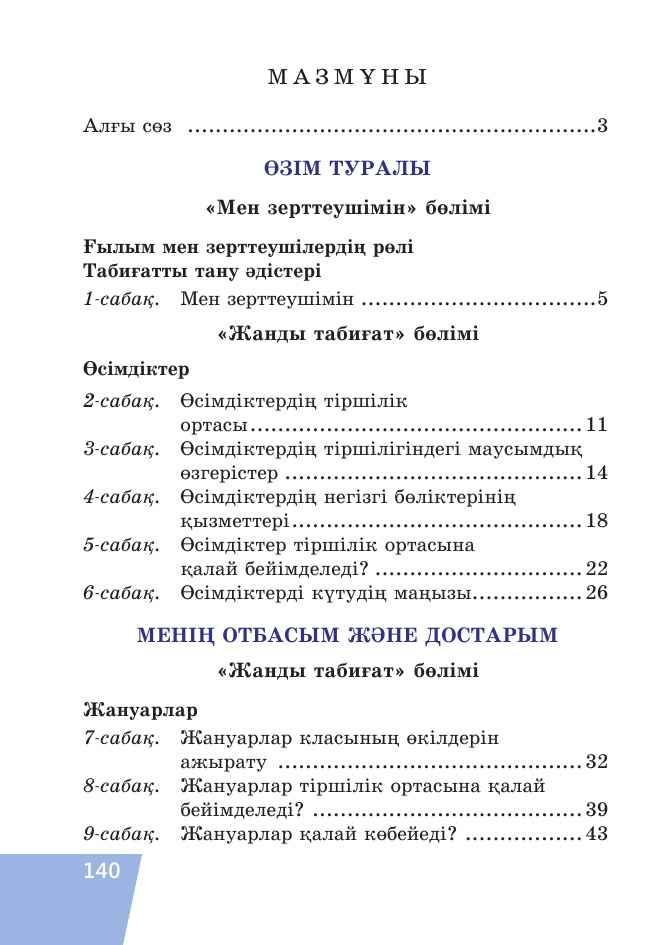 МАЗМҰНЫ
Алғы сөз ...........................................................3
ӨЗІМ ТУРАЛЫ
«Мен зерттеушімін» бөлімі
Ғылым мен зерттеушілердің рөлі
Табиғатты тану әдістері
1-сабақ. Мен зерттеушімін ..................................5
«Жанды табиғат» бөлімі
Өсімдіктер
2-сабақ. Өсімдіктердің тіршілік
ортасы................................................11
3-сабақ. Өсімдіктердің тіршілігіндегі маусымдық
өзгерістер ...........................................14
4-сабақ. Өсімдіктердің негізгі бөліктерінің
қызметтері..........................................18
5-сабақ. Өсімдіктер тіршілік ортасына
қалай бейімделеді? ..............................22
6-сабақ. Өсімдіктерді күтудің маңызы................26
МЕНІҢ ОТБАСЫМ ЖӘНЕ ДОСТАРЫМ
«Жанды табиғат» бөлімі
Жануарлар
7-сабақ. Жануарлар класының өкілдерін
ажырату ............................................32
8-сабақ. Жануарлар тіршілік ортасына қалай
бейімделеді? .......................................39
9-сабақ. Жануарлар қалай көбейеді? .................43
140